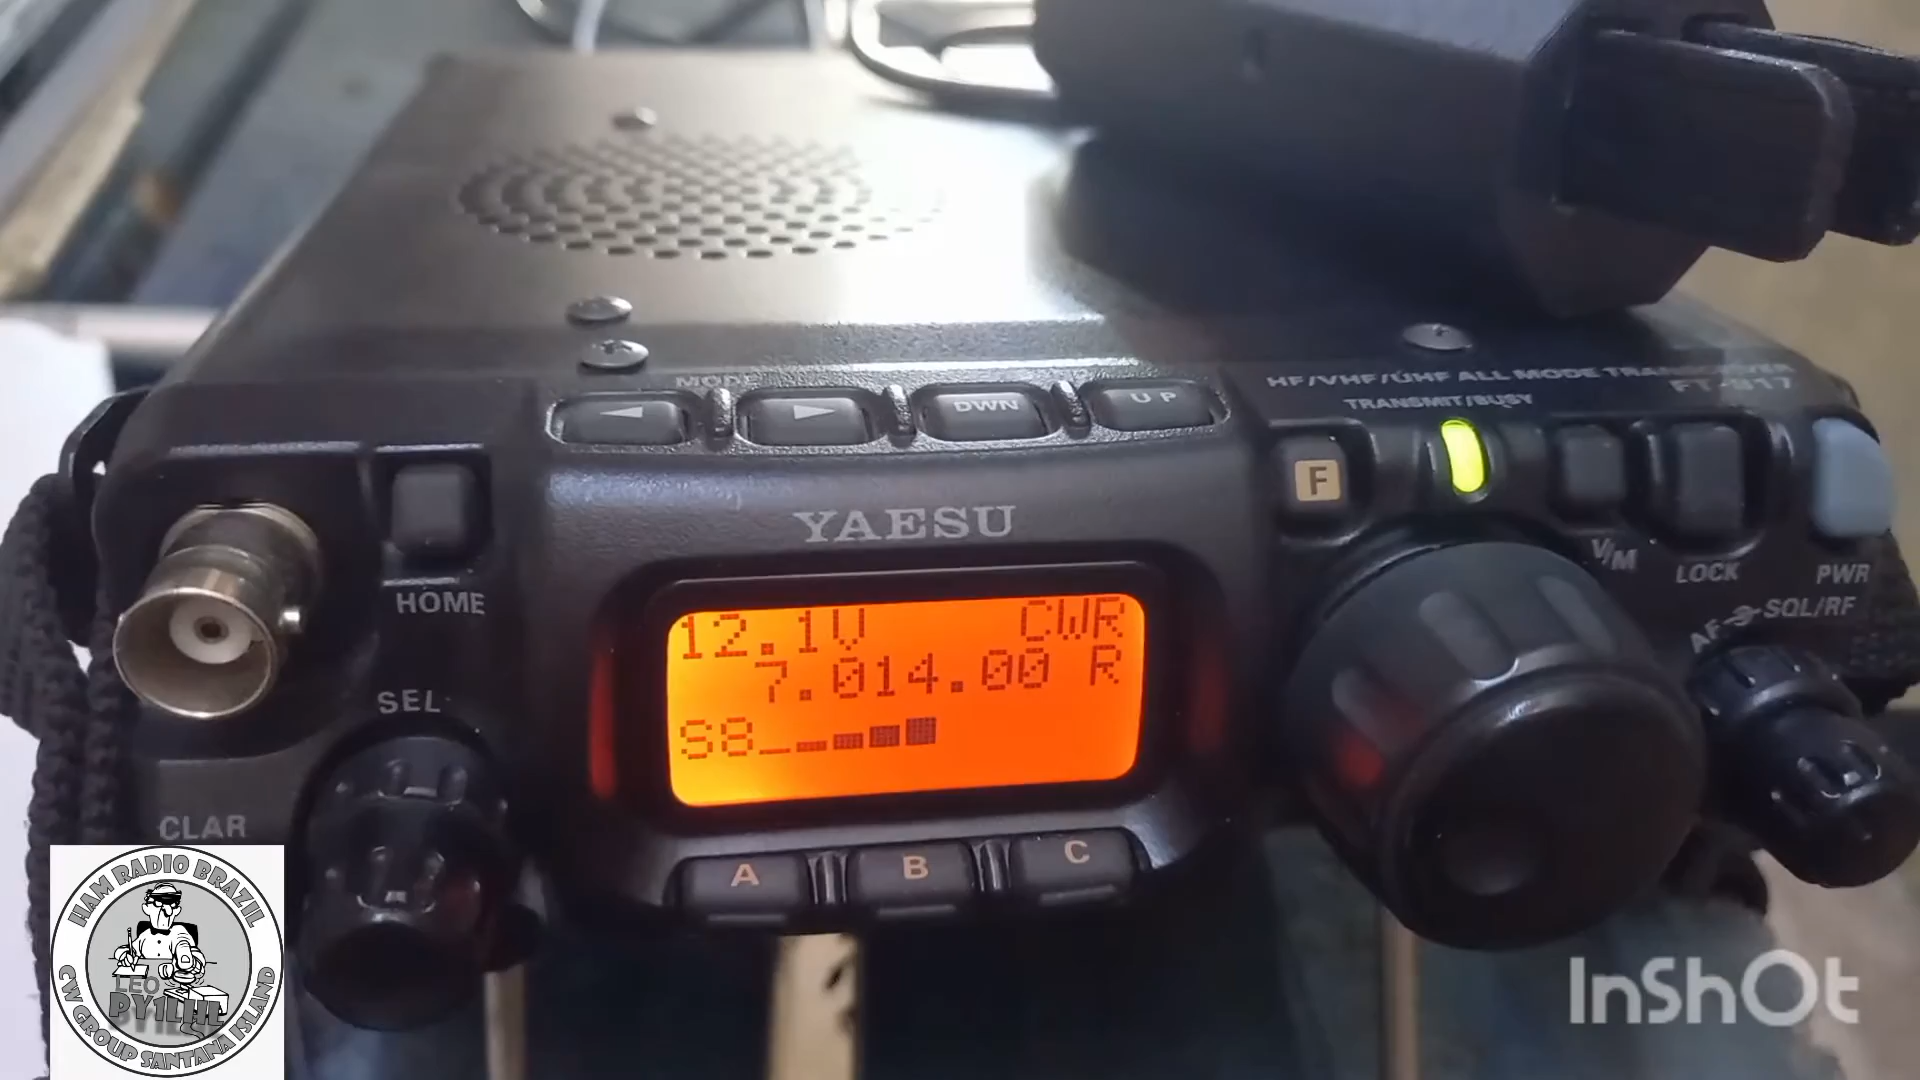 MODE
DWN
UP
HF/VHF/UHF ALL MODE TRANSCEIVER
FT-817
TRANSMIT/BUSY
F
YAESU
HOME
V/M
LOCK
PWR
AF
SQL/RF
12.1V CWR
7.014.00 R
S8
SEL
CLAR
A B C
HAM RADIO BRAZIL
LEO
PY1LHL
CW GROUP SANTANA ISLAND
InShOt